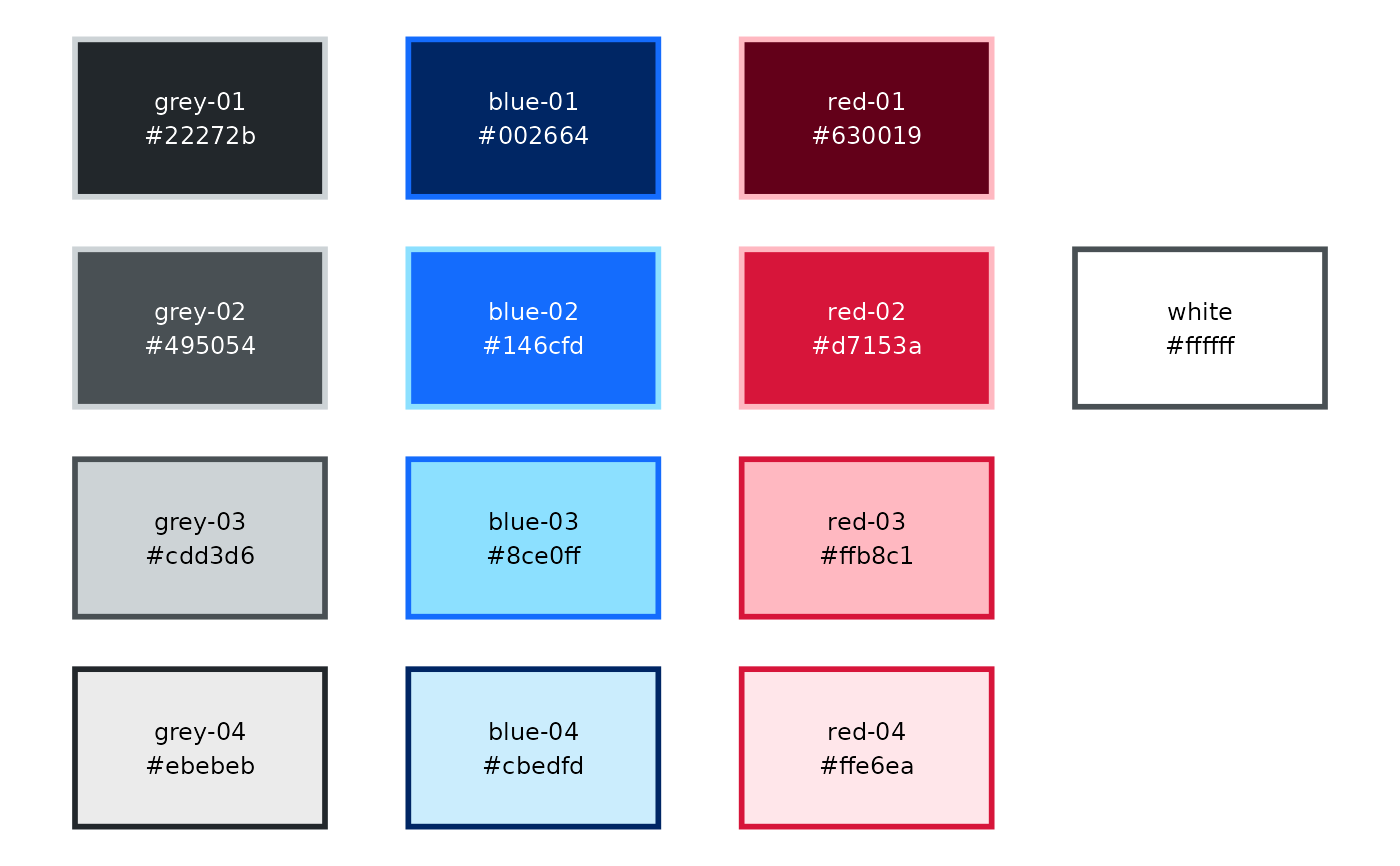 grey-01
#22272b
blue-01
#002664
red-01
#630019
grey-02
#495054
blue-02
#146cfd
red-02
#d7153a
white
#ffffff
grey-03
#cdd3d6
blue-03
#8ce0ff
red-03
#ffb8c1
grey-04
#ebebeb
blue-04
#cbedfd
red-04
#ffe6ea